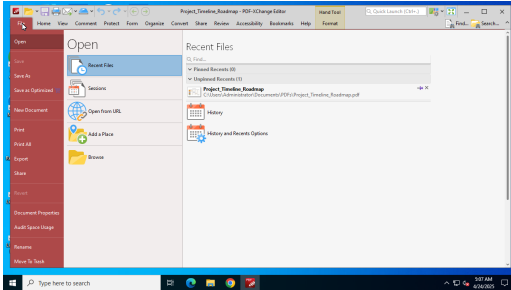 Project_Timeline_Roadmap - PDF-XChange Editor
Hand Tool
Quick Launch (Ctrl+.)
File Home View Comment Protect Form Organize Convert Share Review Accessibility Bookmarks Help Format
Find...
Search...
Open
Save
Save As
Save as Optimized
New Document
Print
Print All
Export
Share
Document Properties
Audit Space Usage
Rename
Move To Trash
Open
Recent Files
Sessions
Open from URL
Add a Place
Browse
Recent Files
Find...
Pinned Recents (0)
Unpinned Recents (1)
Project_Timeline_Roadmap
C:\Users\Administrator\Documents\PDFs\Project_Timeline_Roadmap.pdf
History
History and Recents Options
Type here to search
5:07 AM
4/24/2025